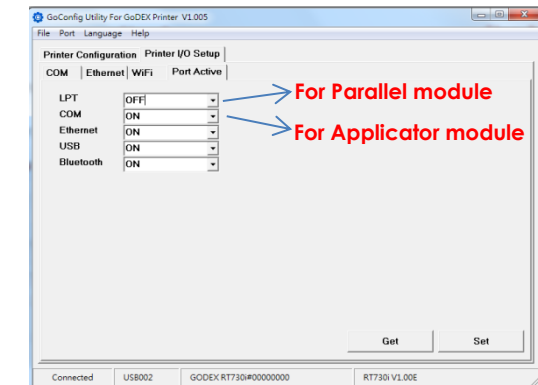 GoConfig Utility For GoDEX Printer V1.005
File Port Language Help
Printer Configuration Printer I/O Setup
COM Ethernet WiFi Port Active
LPT OFF For Parallel module
COM ON For Applicator module
Ethernet ON
USB ON
Bluetooth ON
Get Set
Connected USB002 GODEX RT730i#00000000 RT730i V1.00E